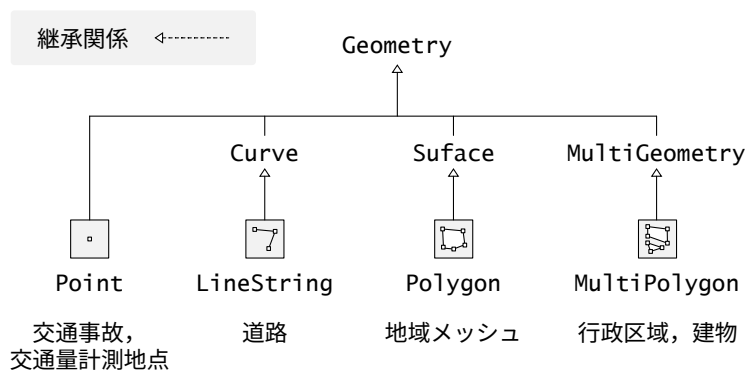 継承関係
Geometry
Curve
Suface
MultiGeometry
Point
LineString
Polygon
MultiPolygon
交通事故，
交通量計測地点
道路
地域メッシュ
行政区域，建物